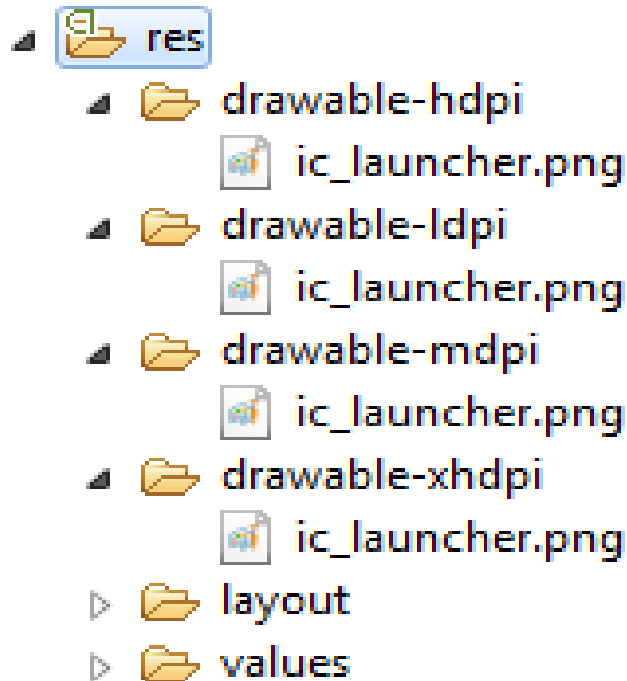 res
drawable-hdpi
ic_launcher.png
drawable-ldpi
ic_launcher.png
drawable-mdpi
ic_launcher.png
drawable-xhdpi
ic_launcher.png
layout
values